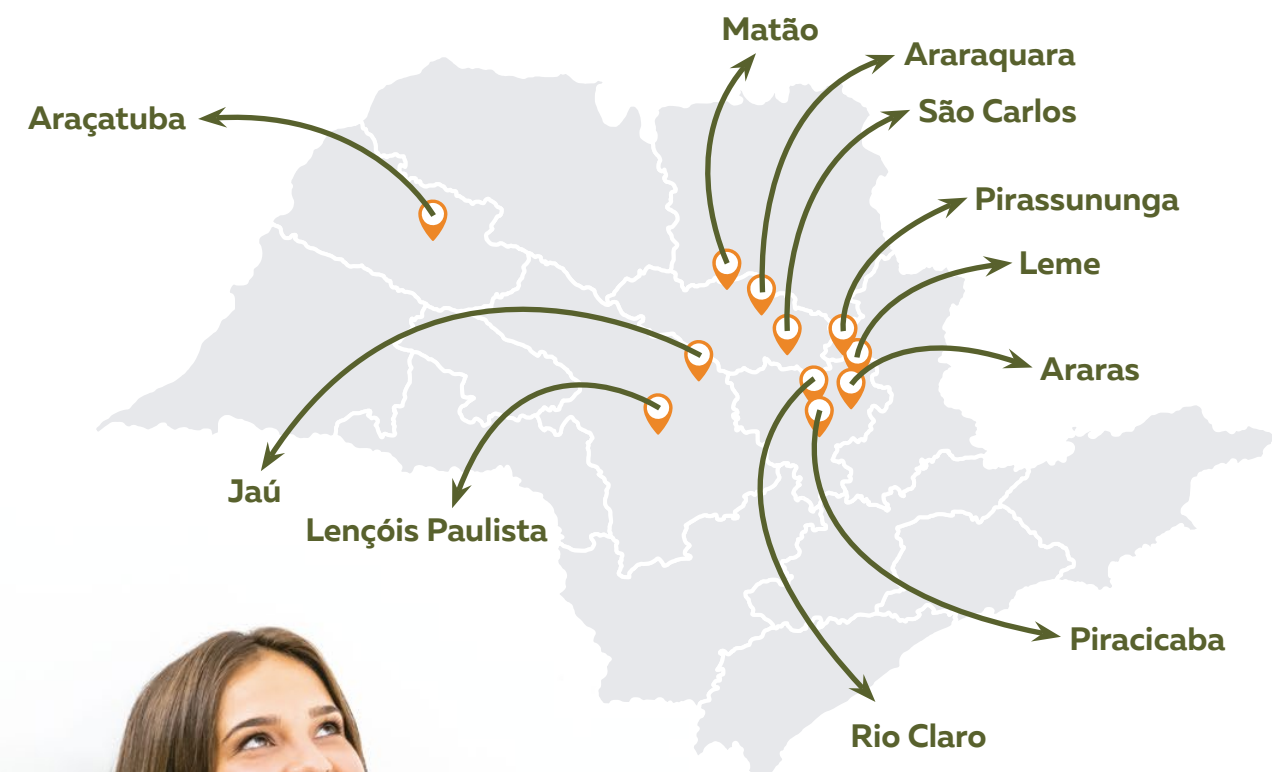 Matão
Araraquara
São Carlos
Araçatuba
Pirassununga
Leme
Araras
Jaú
Lençóis Paulista
Piracicaba
Rio Claro